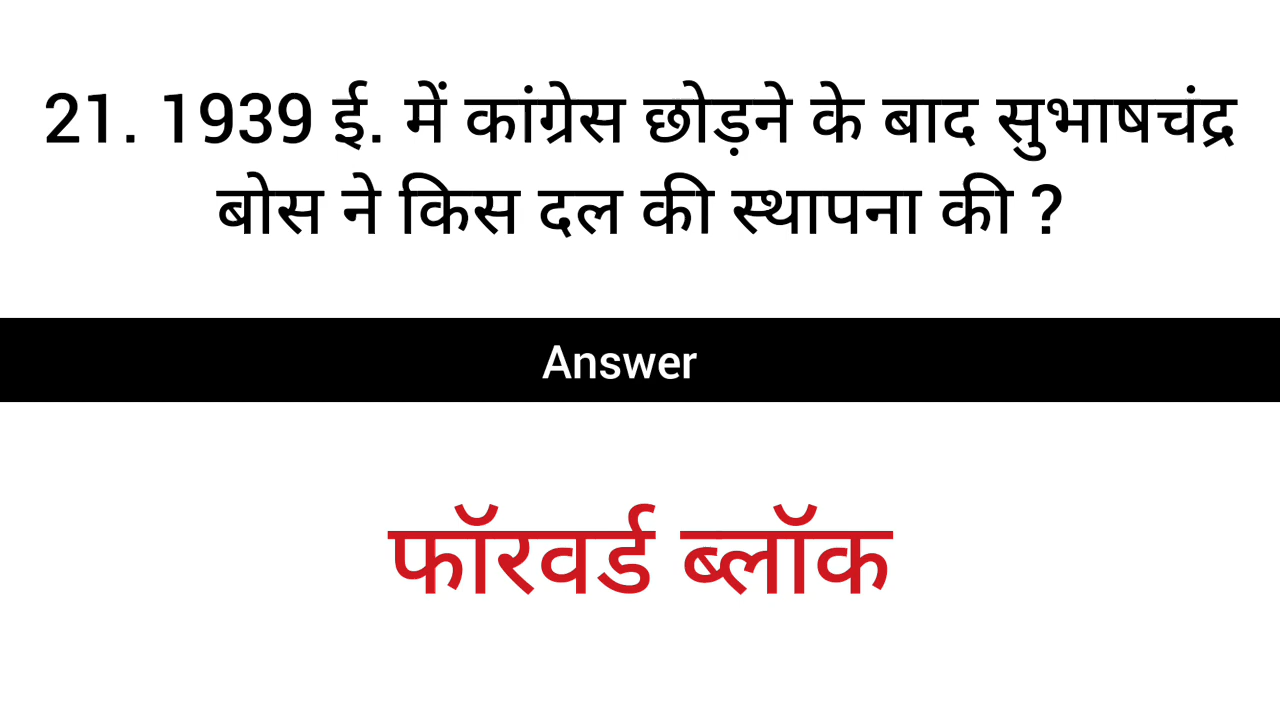 21. 1939 ई. में कांग्रेस छोड़ने के बाद सुभाषचंद्र
बोस ने किस दल की स्थापना की ?
Answer
फॉरवर्ड ब्लॉक